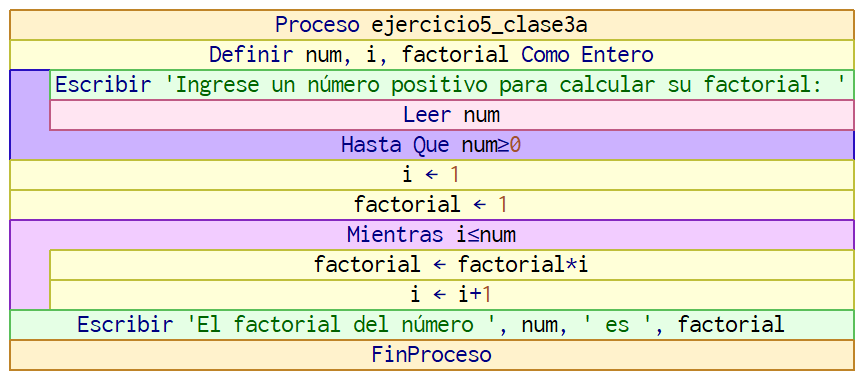 Proceso ejercicio5_clase3a
Definir num, i, factorial Como Entero
Escribir 'Ingrese un número positivo para calcular su factorial: '
Leer num
Hasta Que num≥0
i ← 1
factorial ← 1
Mientras i≤num
factorial ← factorial*i
i ← i+1
Escribir 'El factorial del número ', num, ' es ', factorial
FinProceso